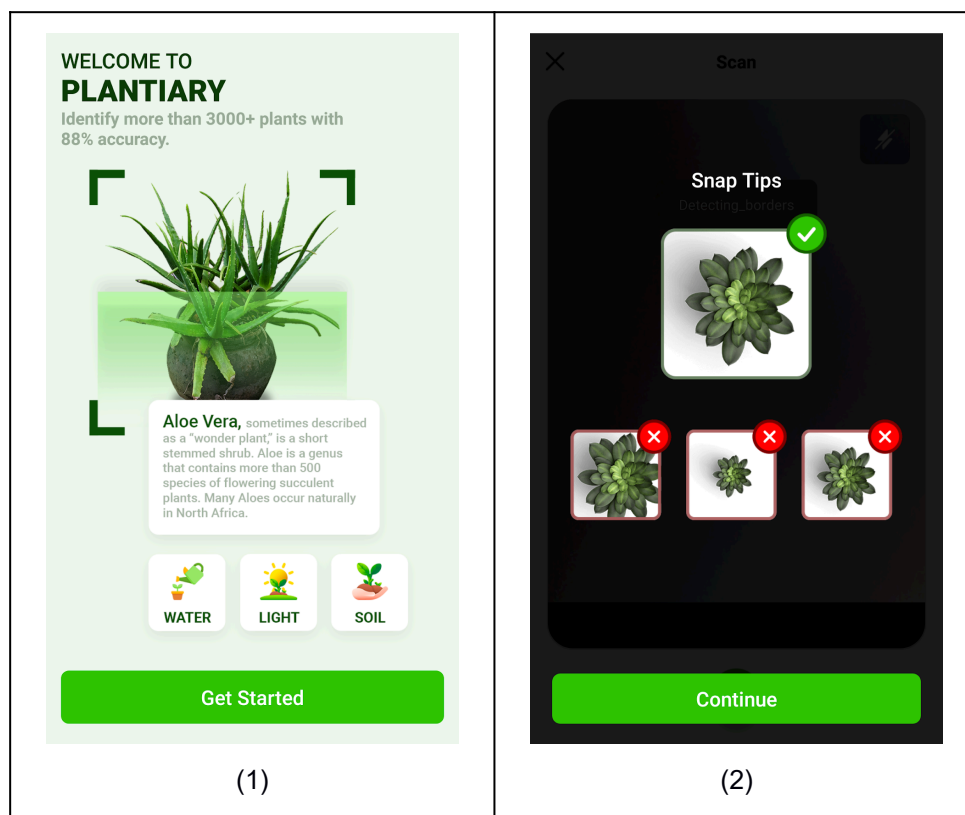 WELCOME TO
PLANTIARY
Identify more than 3000+ plants with
88% accuracy.
Aloe Vera, sometimes described
as a "wonder plant," is a short
stemmed shrub. Aloe is a genus
that contains more than 500
species of flowering succulent
plants. Many Aloes occur naturally
in North Africa.
WATER
LIGHT
SOIL
Get Started
(1)
Scan
Snap Tips
Detecting_borders
Continue
(2)